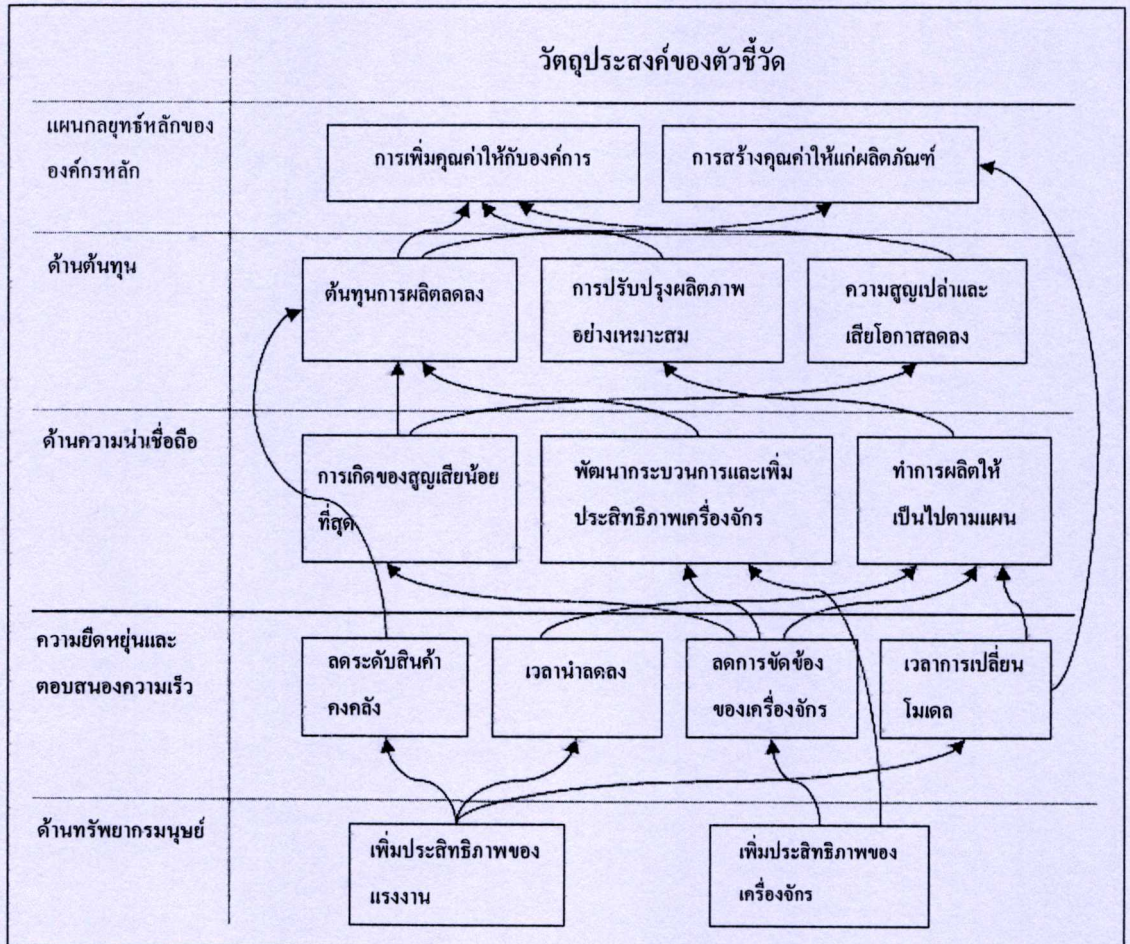 วัตถุประสงค์ของตัวชี้วัด
แผนกลยุทธ์หลักของ
องค์กรหลัก
การเพิ่มคุณค่าให้กับองค์การ
การสร้างคุณค่าให้แก่ผลิตภัณฑ์
ด้านต้นทุน
ต้นทุนการผลิตลดลง
การปรับปรุงผลิตภาพ
อย่างเหมาะสม
ความสูญเปล่าและ
เสียโอกาสลดลง
ด้านความน่าเชื่อถือ
การเกิดของสูญเสียน้อย
ที่สุด
พัฒนากระบวนการและเพิ่ม
ประสิทธิภาพเครื่องจักร
ทำการผลิตให้
เป็นไปตามแผน
ความยืดหยุ่นและ
ตอบสนองความเร็ว
ลดระดับสินค้า
คงคลัง
เวลานำลดลง
ลดการขัดข้อง
ของเครื่องจักร
เวลาการเปลี่ยน
โมเดล
ด้านทรัพยากรมนุษย์
เพิ่มประสิทธิภาพของ
แรงงาน
เพิ่มประสิทธิภาพของ
เครื่องจักร